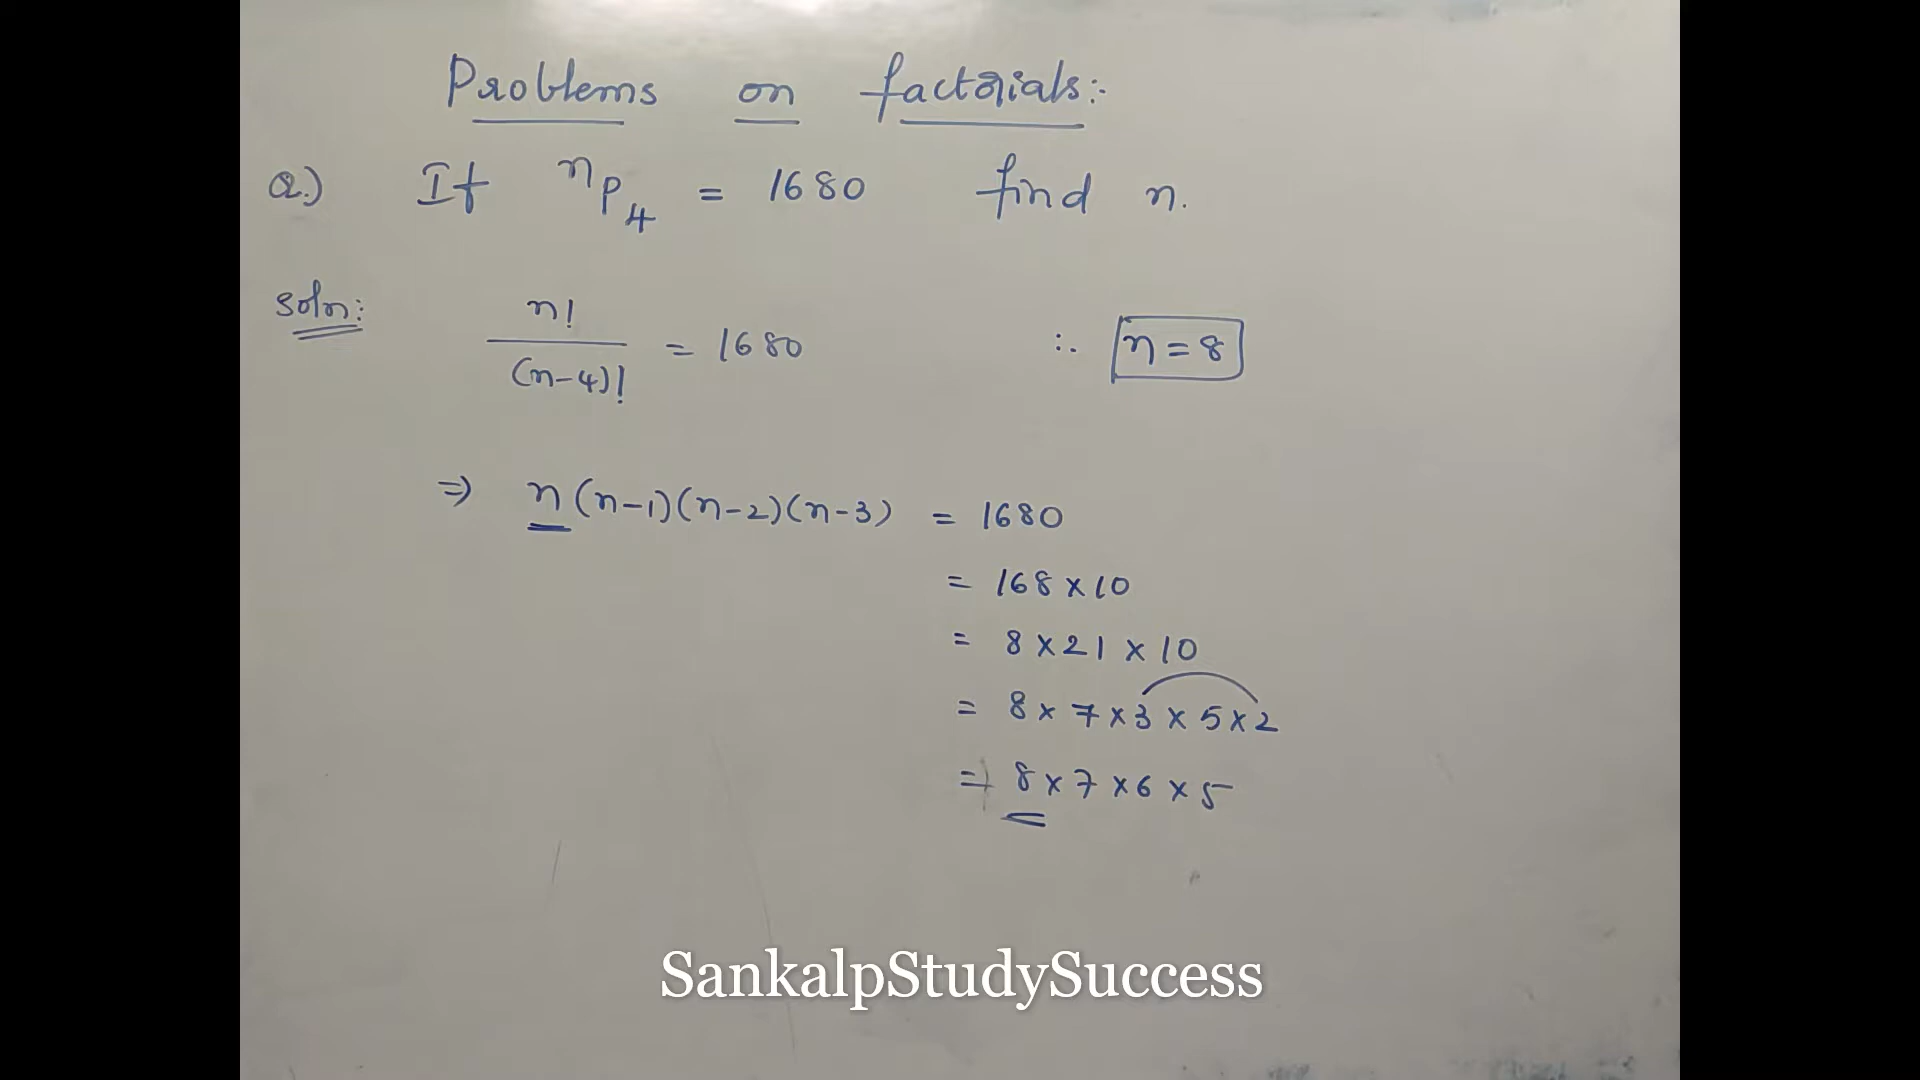 Problems on factorials:-
Q.) If nP4 = 1680 find n.
Soln:
n!
/(n-4)! = 1680
∴ n = 8
⇒ n(n-1)(n-2)(n-3) = 1680
= 168 × 10
= 8 × 21 × 10
= 8 × 7 × 3 × 5 × 2
= 8 × 7 × 6 × 5
SankalpStudySuccess